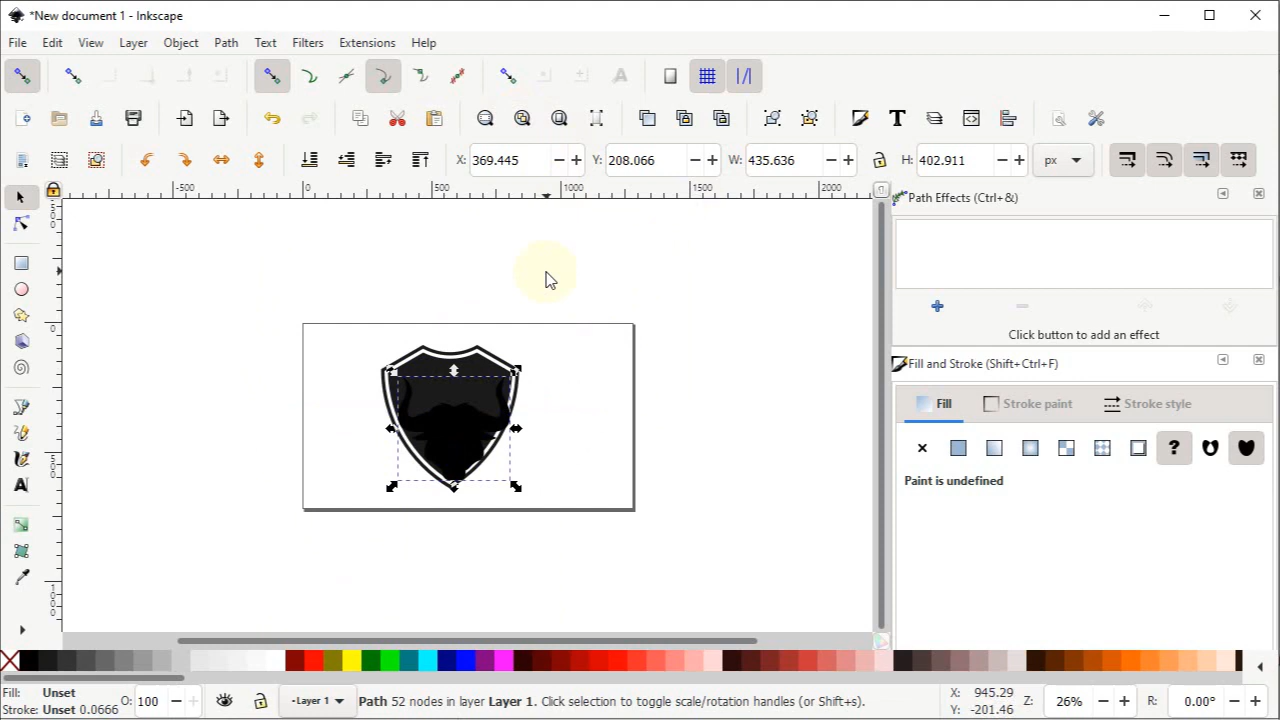 *New document 1 - Inkscape
File Edit View Layer Object Path Text Filters Extensions Help
X: 369.445 Y: 208.066 W: 435.636 H: 402.911 px
-500 0 500 1000 1500 2000
Path Effects (Ctrl+&)
Click button to add an effect
Fill and Stroke (Shift+Ctrl+F)
Fill Stroke paint Stroke style
Paint is undefined
0
500
1000
Fill: Unset
Stroke: Unset 0.0666
O: 100
-Layer 1
Path 52 nodes in layer Layer 1. Click selection to toggle scale/rotation handles (or Shift+s).
X: 945.29
Y: -201.46
Z: 26%
R: 0.00°